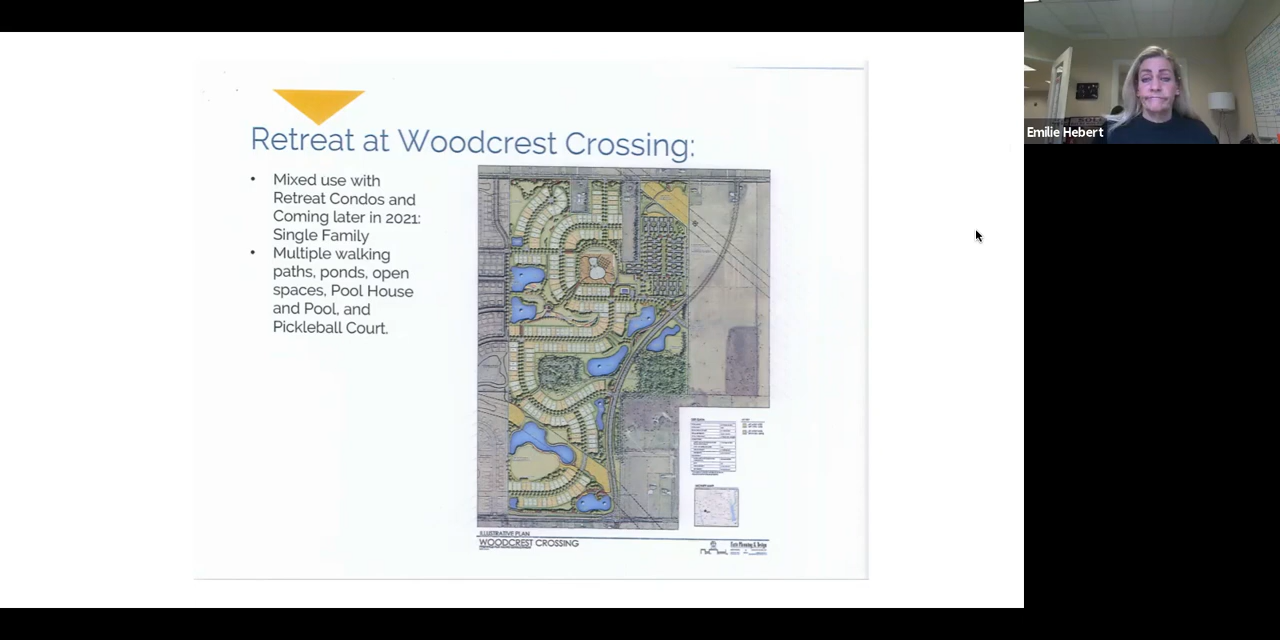 Retreat at Woodcrest Crossing:
• Mixed use with
Retreat Condos and
Coming later in 2021:
Single Family
• Multiple walking
paths, ponds, open
spaces, Pool House
and Pool, and
Pickleball Court.
ILLUSTRATIVE PLAN
WOODCREST CROSSING
Emilie Hebert